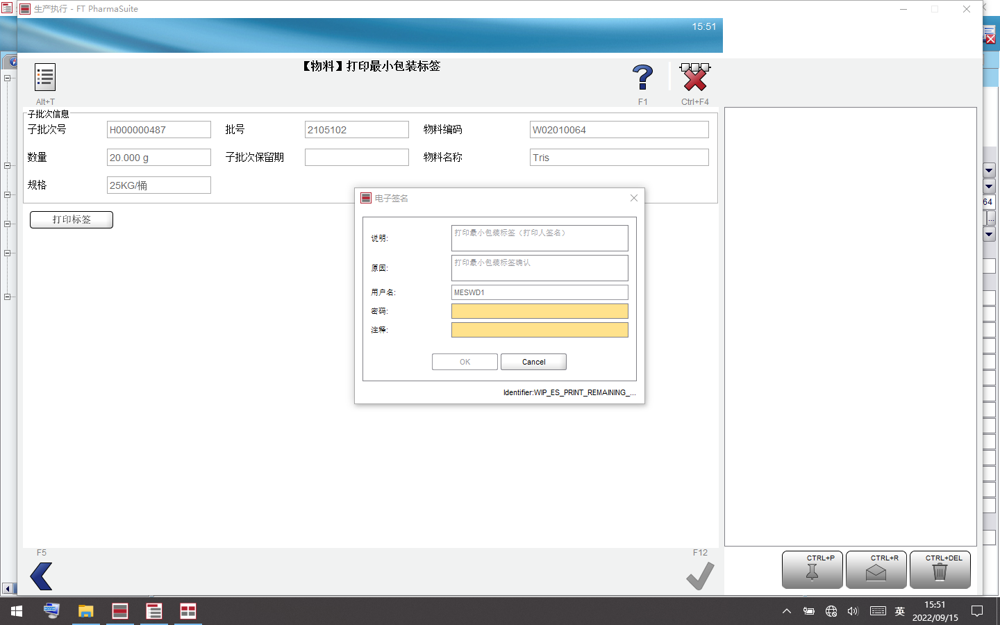 生产执行 - FT PharmaSuite
15:51
【物料】打印最小包装标签
Alt+T
F1
Ctrl+F4
子批次信息
子批次号
H000000487
批号
2105102
物料编码
W02010064
数量
20.000 g
子批次保留期
物料名称
Tris
规格
25KG/桶
打印标签
电子签名
说明:
打印最小包装标签（打印人签名）
原因:
打印最小包装标签确认
用户名:
MESWD1
密码:
注释:
OK
Cancel
Identifier:WIP_ES_PRINT_REMAINING_...
64
...
F5
F12
CTRL+P
CTRL+R
CTRL+DEL
英
15:51
2022/09/15